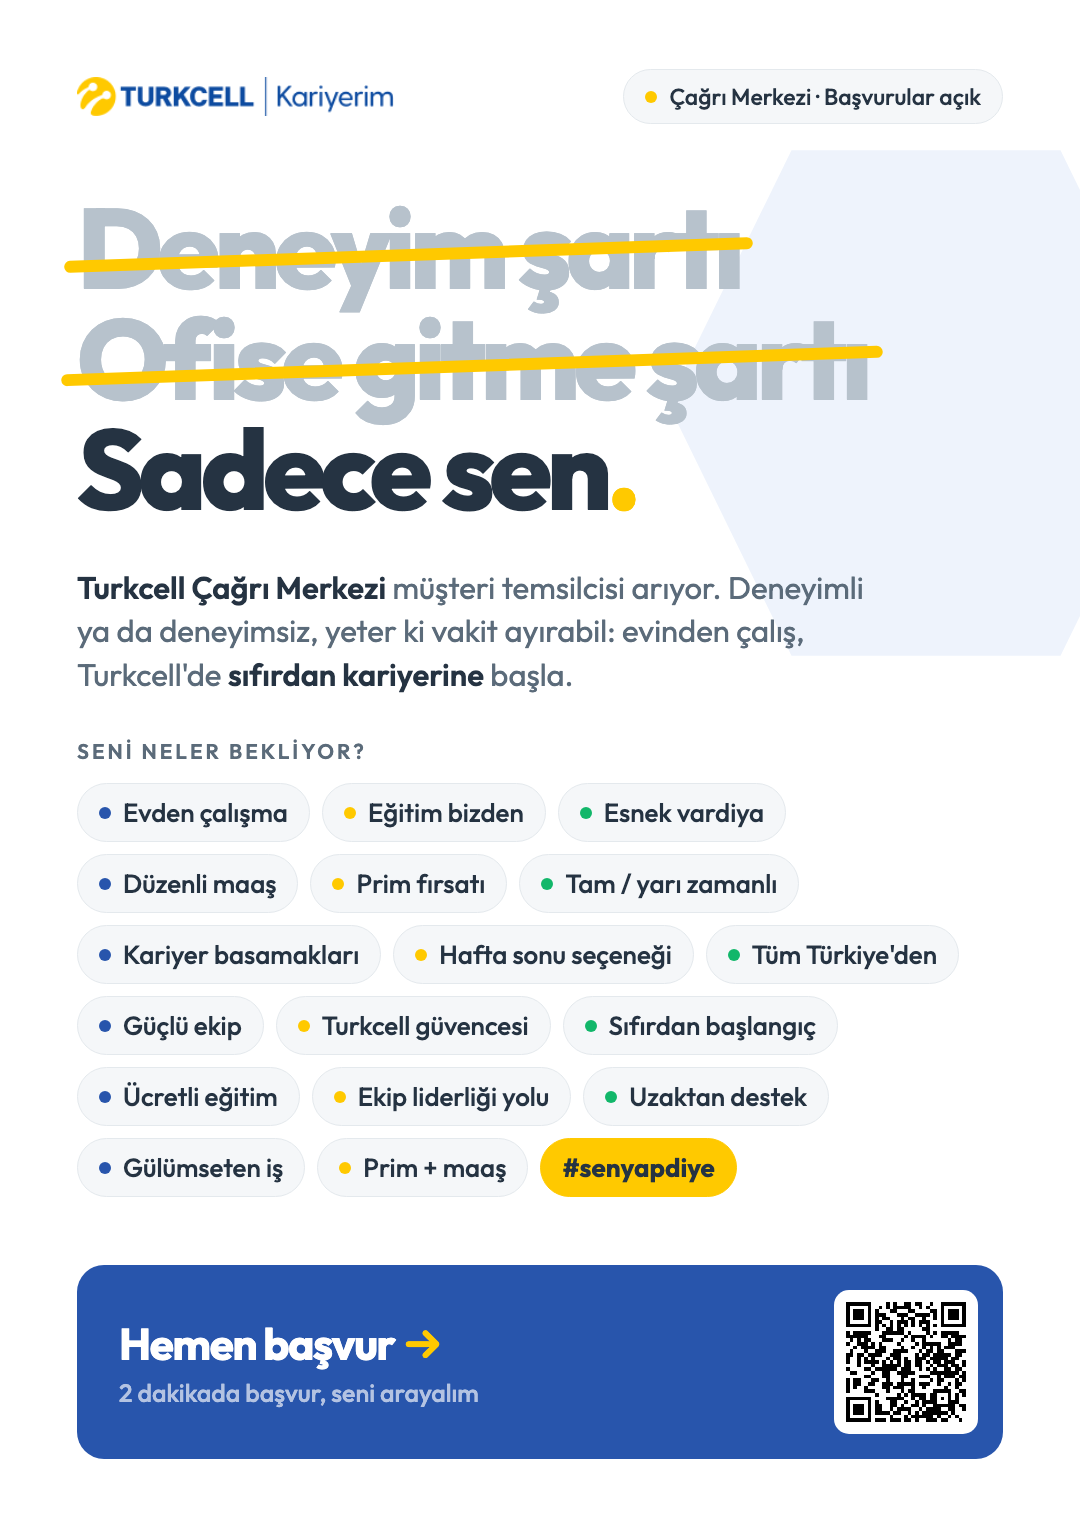 TURKCELL | Kariyerim
Çağrı Merkezi · Başvurular açık
Deneyim şartı
Ofise gitme şartı
Sadece sen.
Turkcell Çağrı Merkezi müşteri temsilcisi arıyor. Deneyimli
ya da deneyimsiz, yeter ki vakit ayırabil: evinden çalış,
Turkcell'de sıfırdan kariyerine başla.
SENİ NELER BEKLİYOR?
Evden çalışma
Eğitim bizden
Esnek vardiya
Düzenli maaş
Prim fırsatı
Tam / yarı zamanlı
Kariyer basamakları
Hafta sonu seçeneği
Tüm Türkiye'den
Güçlü ekip
Turkcell güvencesi
Sıfırdan başlangıç
Ücretli eğitim
Ekip liderliği yolu
Uzaktan destek
Gülümseten iş
Prim + maaş
#senyapdiye
Hemen başvur →
2 dakikada başvur, seni arayalım